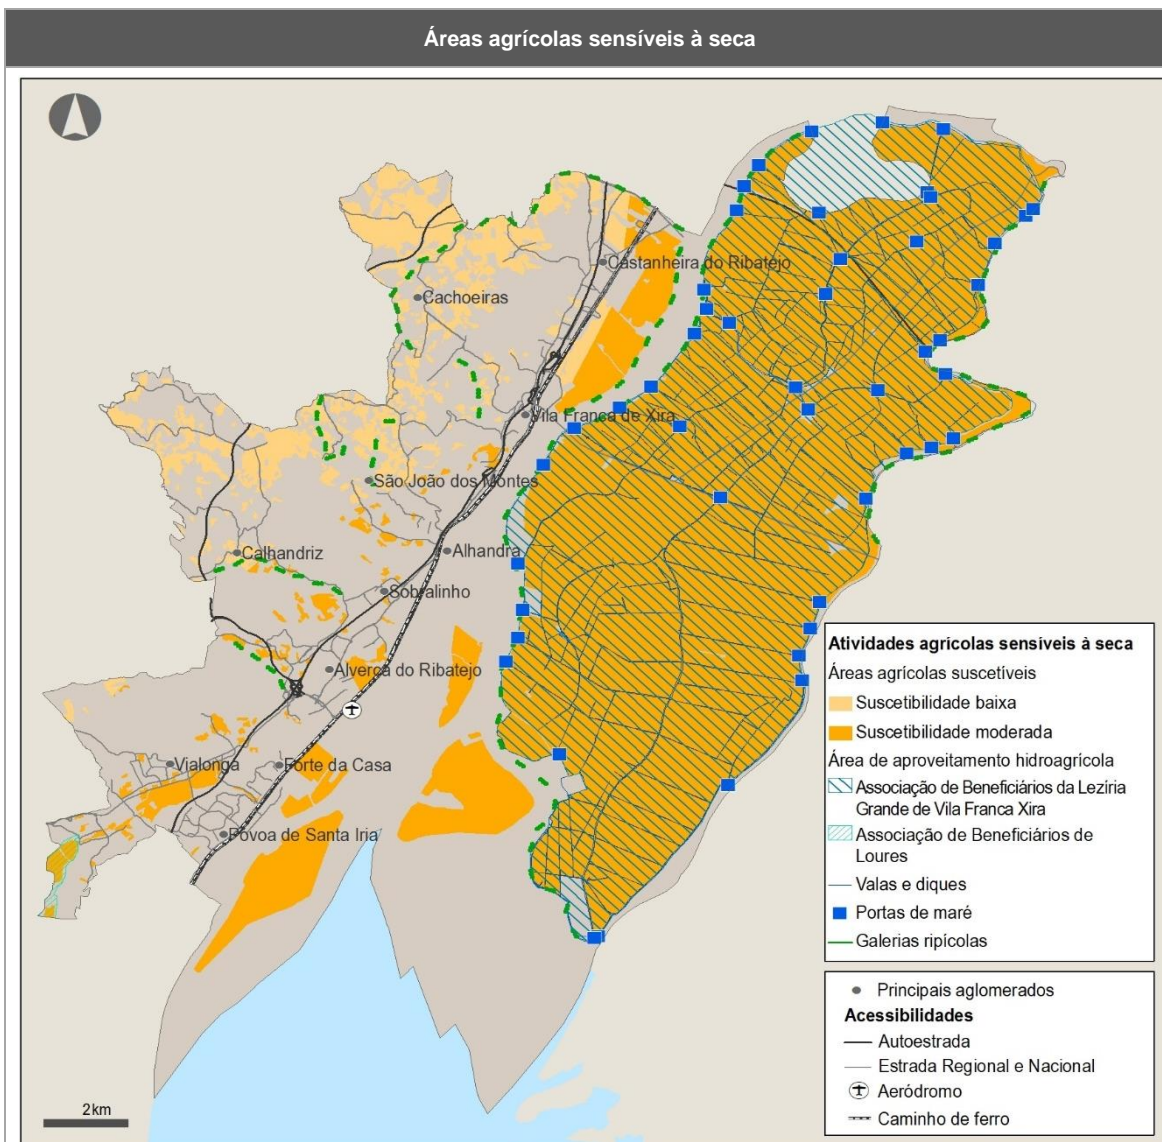 Áreas agrícolas sensíveis à seca
Castanheira do Ribatejo
Cachoeiras
Vila Franca de Xira
São João dos Montes
Calhandriz
Alhandra
Sobralinho
Alverca do Ribatejo
Vialonga
Forte da Casa
Póvoa de Santa Iria
2km
Atividades agrícolas sensíveis à seca
Áreas agrícolas suscetíveis
Suscetibilidade baixa
Suscetibilidade moderada
Área de aproveitamento hidroagrícola
Associação de Beneficiários da Lezíria
Grande de Vila Franca Xira
Associação de Beneficiários de
Loures
Valas e diques
Portas de maré
Galerias ripícolas
Principais aglomerados
Acessibilidades
Autoestrada
Estrada Regional e Nacional
Aeródromo
Caminho de ferro